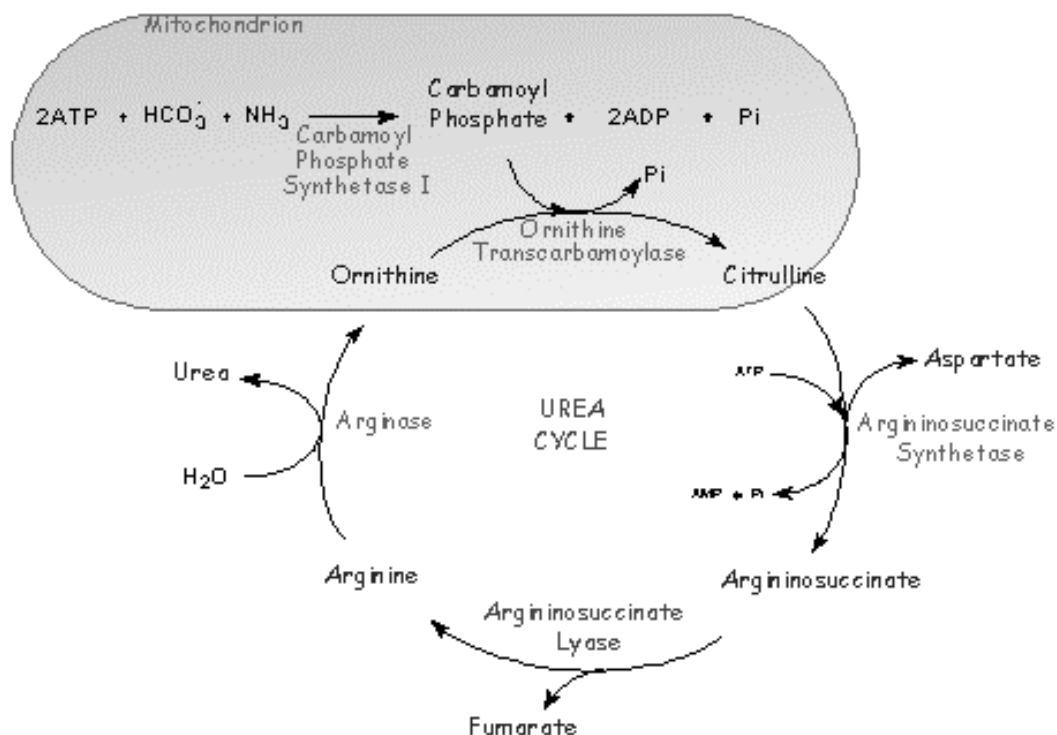 Mitochondrion
2ATP + HCO₃⁻ + NH₃
Carbamoyl
Phosphate + 2ADP + Pi
Carbamoyl
Phosphate
Synthetase I
Pi
Ornithine
Transcarbamoylase
Ornithine
Citrulline
Urea
Arginase
H₂O
UREA
CYCLE
ATP
Aspartate
Argininosuccinate
Synthetase
AMP + Pi
Arginine
Argininosuccinate
Argininosuccinate
Lyase
Fumarate